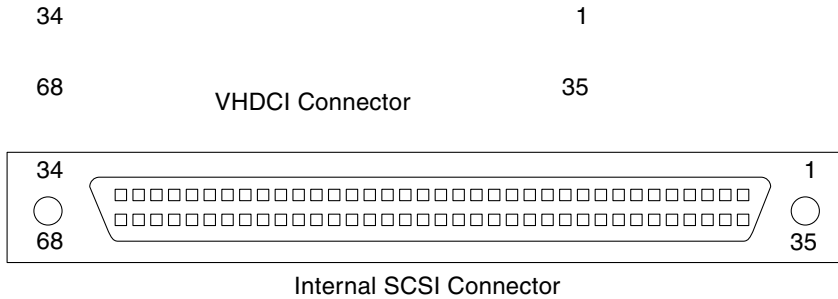 34 1
68 35
VHDCI Connector
34 1
68 35
Internal SCSI Connector